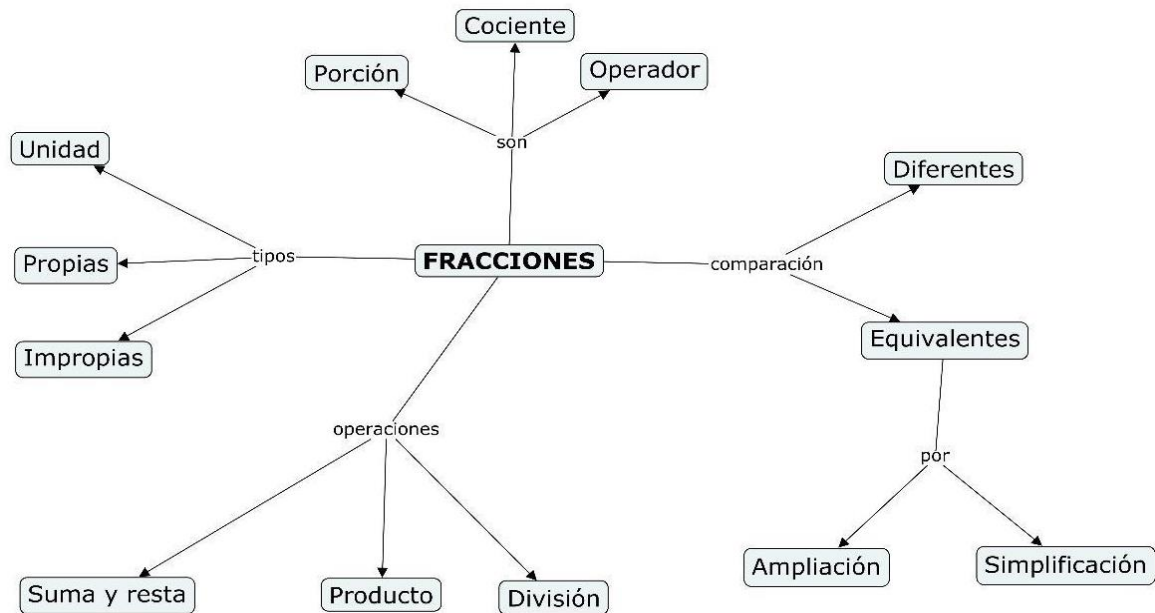 Cociente
Porción
Operador
son
Unidad
Diferentes
Propias
tipos
FRACCIONES
comparación
Impropias
Equivalentes
operaciones
por
Ampliación
Simplificación
Suma y resta
Producto
División